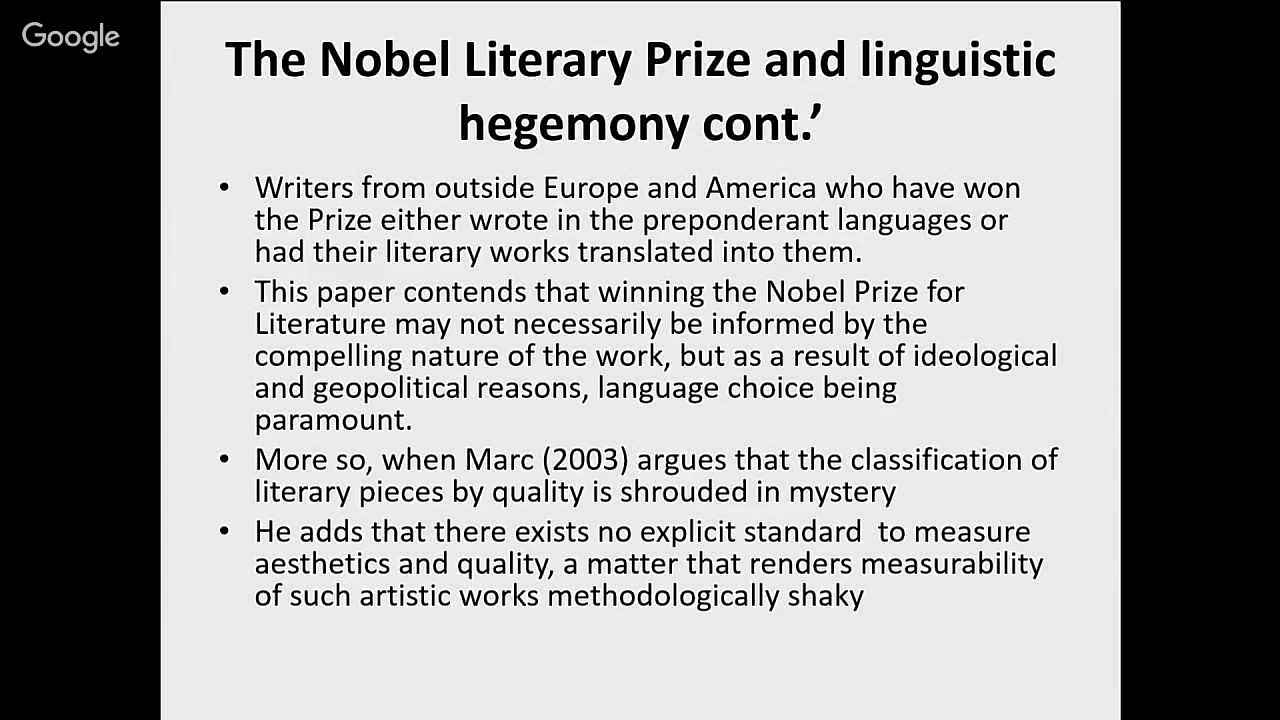 Google
The Nobel Literary Prize and linguistic
hegemony cont.’
• Writers from outside Europe and America who have won
the Prize either wrote in the preponderant languages or
had their literary works translated into them.
• This paper contends that winning the Nobel Prize for
Literature may not necessarily be informed by the
compelling nature of the work, but as a result of ideological
and geopolitical reasons, language choice being
paramount.
• More so, when Marc (2003) argues that the classification of
literary pieces by quality is shrouded in mystery
• He adds that there exists no explicit standard  to measure
aesthetics and quality, a matter that renders measurability
of such artistic works methodologically shaky